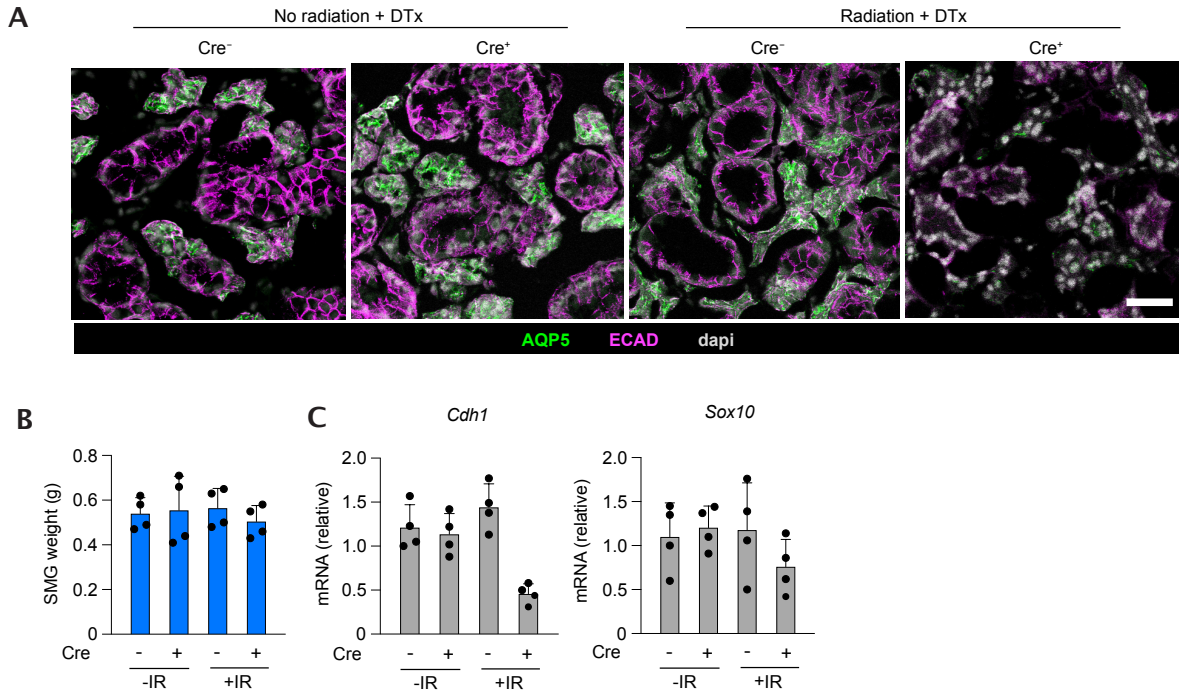 A
No radiation + DTx
Radiation + DTx
Cre⁻
Cre⁺
Cre⁻
Cre⁺
AQP5 ECAD dapi
B
SMG weight (g)
0.8
0.6
0.4
0.2
0
Cre - + - +
-IR +IR
C
Cdh1
mRNA (relative)
2.0
1.5
1.0
0.5
0
Cre - + - +
-IR +IR
Sox10
mRNA (relative)
2.0
1.5
1.0
0.5
0
Cre - + - +
-IR +IR